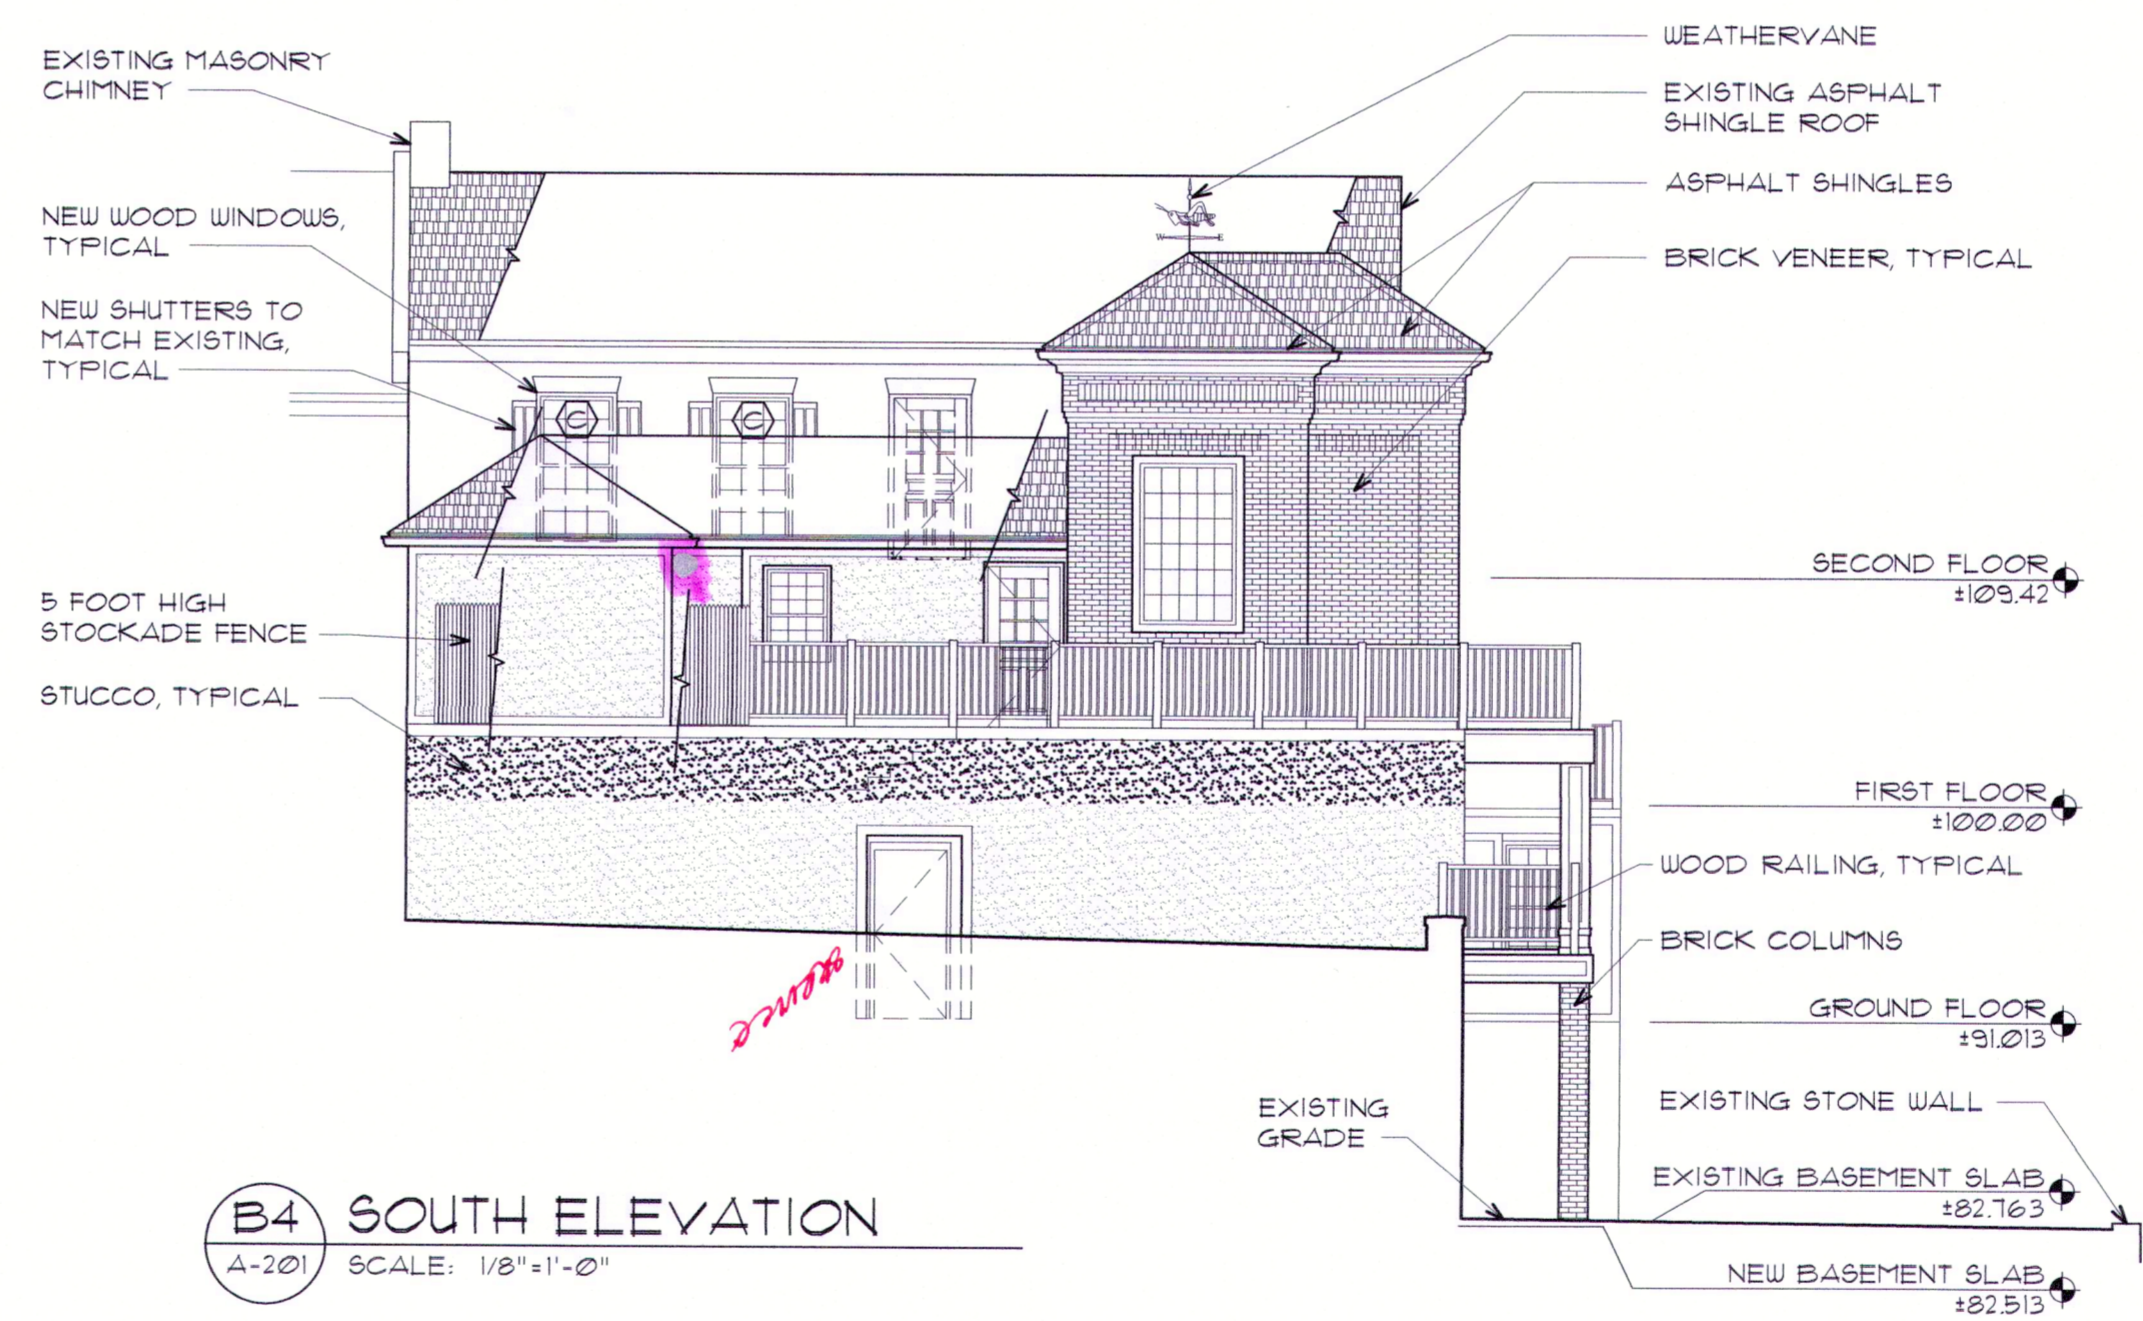 EXISTING MASONRY
CHIMNEY
NEW WOOD WINDOWS,
TYPICAL
NEW SHUTTERS TO
MATCH EXISTING,
TYPICAL
5 FOOT HIGH
STOCKADE FENCE
STUCCO, TYPICAL
C
C
W E
WEATHERVANE
EXISTING ASPHALT
SHINGLE ROOF
ASPHALT SHINGLES
BRICK VENEER, TYPICAL
SECOND FLOOR
±109.42
FIRST FLOOR
±100.00
WOOD RAILING, TYPICAL
BRICK COLUMNS
GROUND FLOOR
±91.013
EXISTING
GRADE
EXISTING STONE WALL
EXISTING BASEMENT SLAB
±82.763
NEW BASEMENT SLAB
±82.513
B4 SOUTH ELEVATION
A-201 SCALE: 1/8"=1'-0"